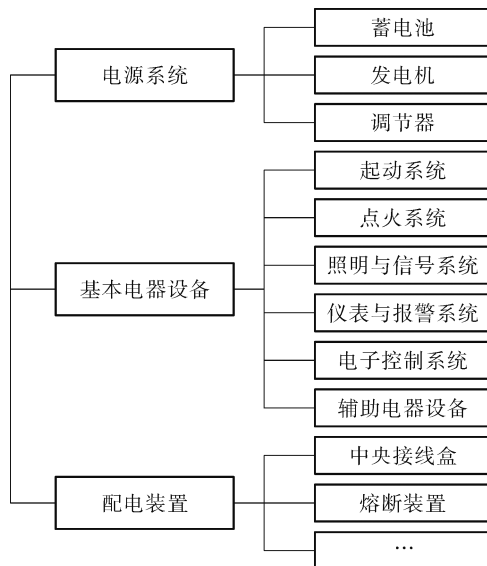 电源系统
蓄电池
发电机
调节器
基本电器设备
起动系统
点火系统
照明与信号系统
仪表与报警系统
电子控制系统
辅助电器设备
配电装置
中央接线盒
熔断装置
…